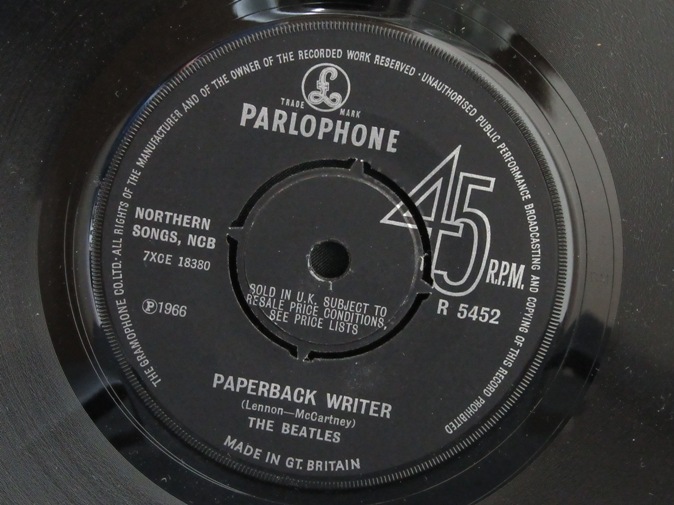 THE GRAMOPHONE CO.LTD. ALL RIGHTS OF THE MANUFACTURER AND OF THE OWNER OF THE RECORDED WORK RESERVED · UNAUTHORISED PUBLIC PERFORMANCE BROADCASTING AND COPYING OF THIS RECORD PROHIBITED
£
TRADE MARK
PARLOPHONE
45
R.P.M.
R 5452
NORTHERN
SONGS, NCB
7XCE 18380
℗1966
SOLD IN U.K. SUBJECT TO
RESALE PRICE CONDITIONS,
SEE PRICE LISTS
PAPERBACK WRITER
(Lennon—McCartney)
THE BEATLES
MADE IN GT. BRITAIN